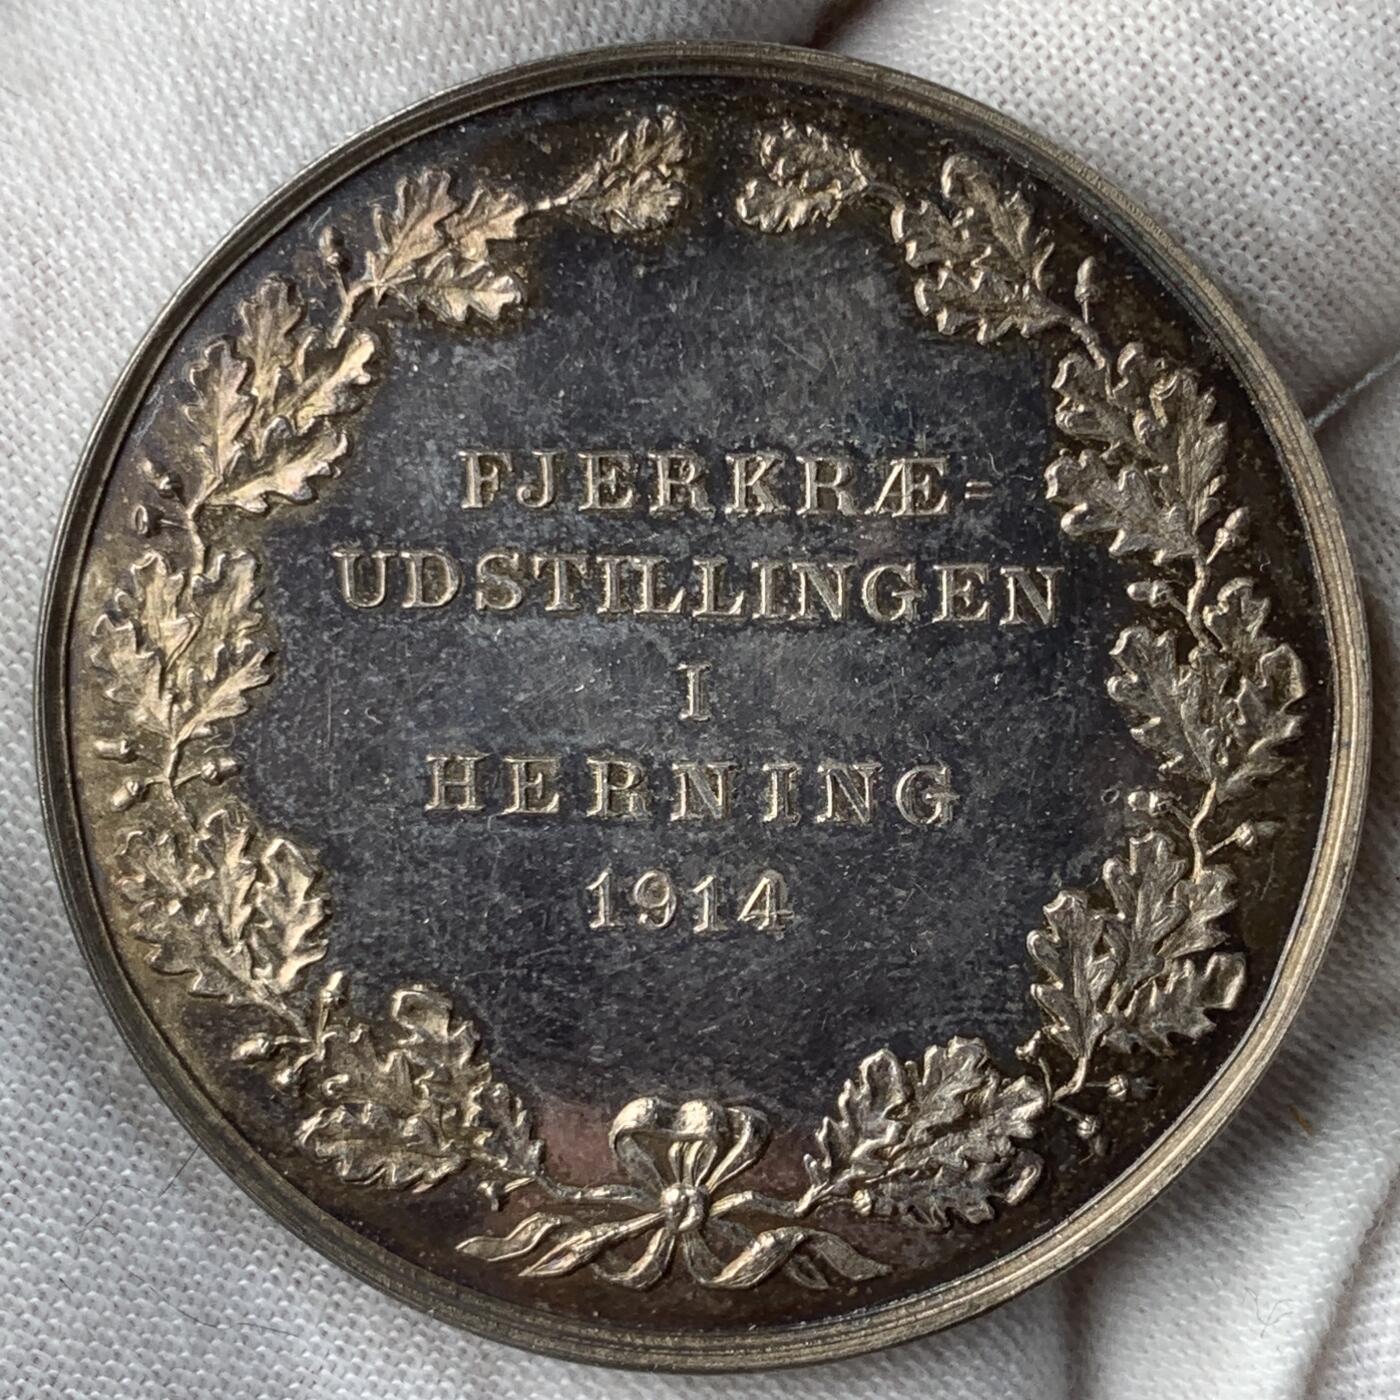 FJERKRÆ=
UDSTILLINGEN
I
HERNING
1914